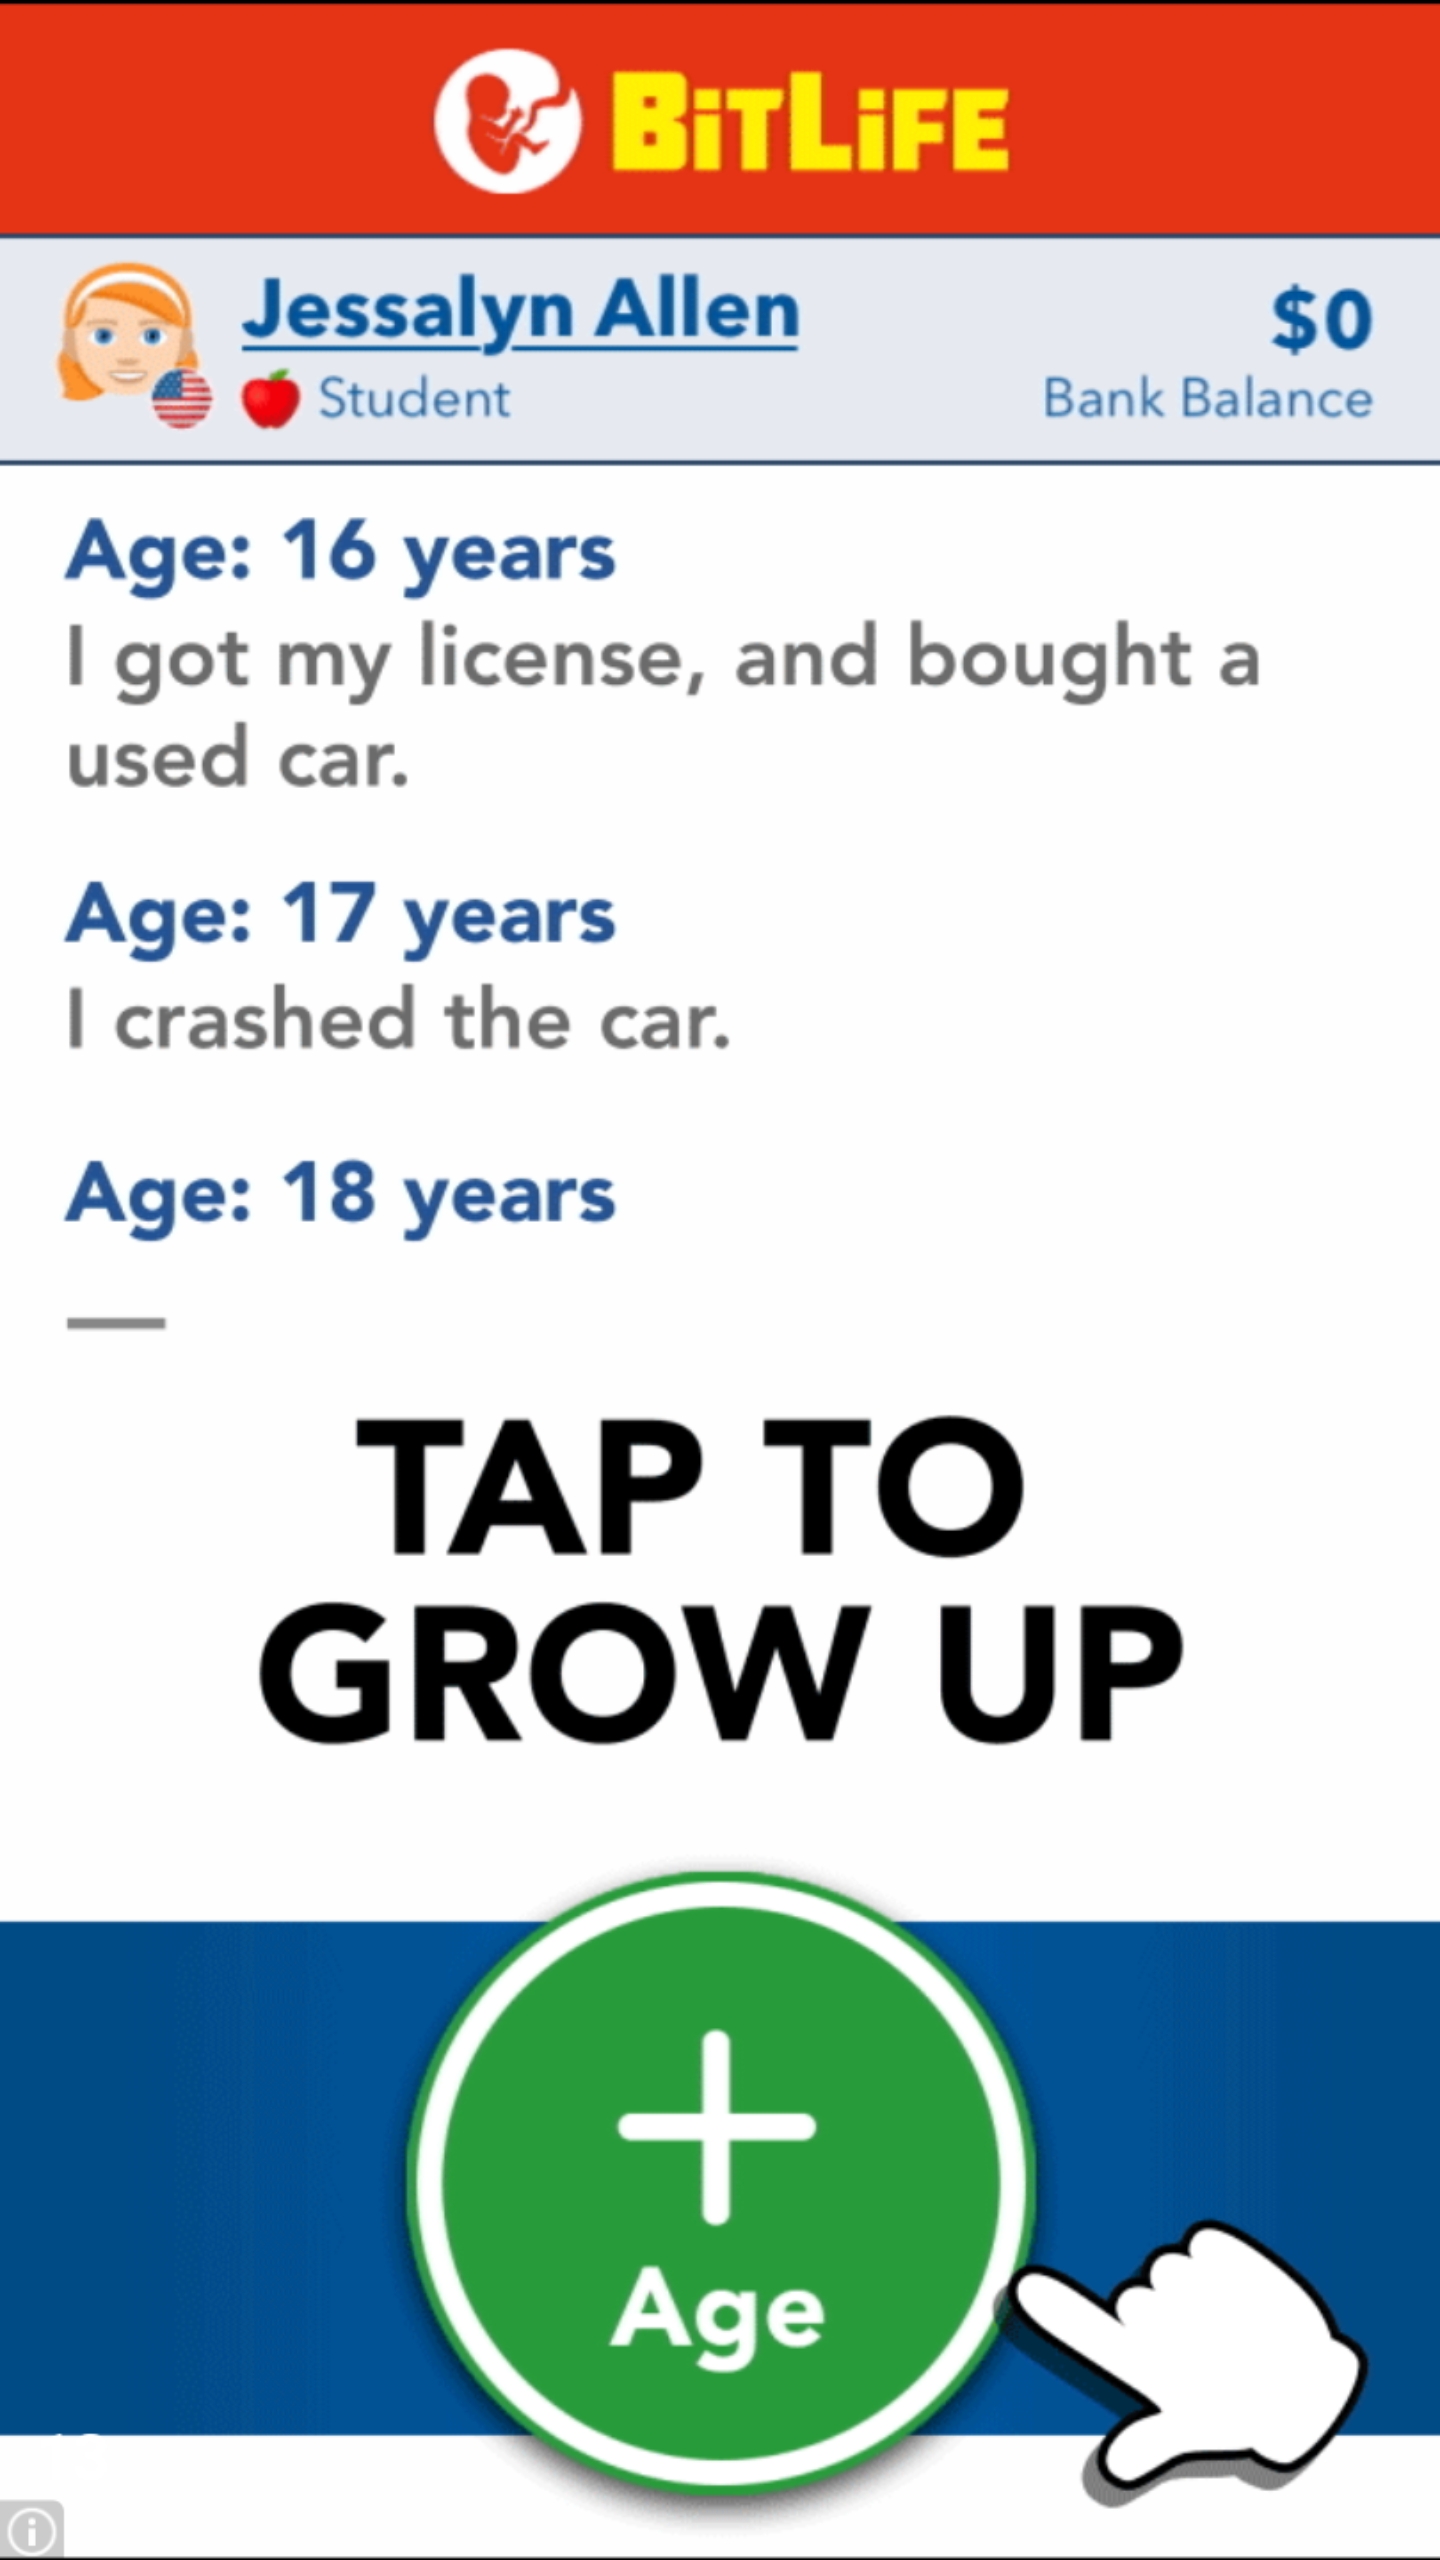 BiTLiFE
Jessalyn Allen
$0
Student
Bank Balance
Age: 16 years
I got my license, and bought a
used car.
Age: 17 years
I crashed the car.
Age: 18 years
TAP TO
GROW UP
Age